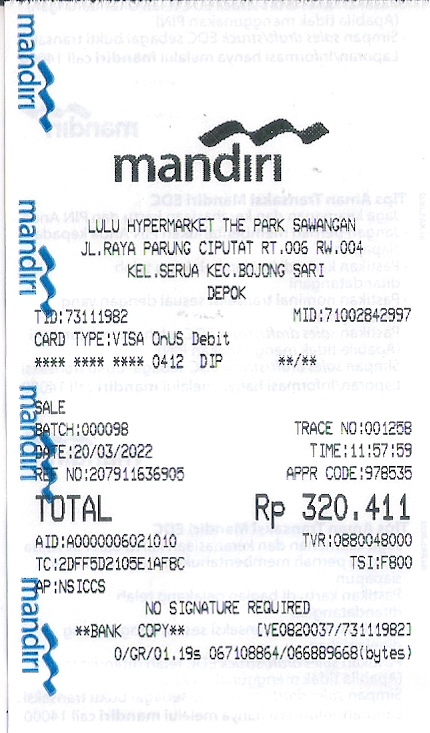 mandiri
LULU HYPERMARKET THE PARK SAWANGAN
JL.RAYA PARUNG CIPUTAT RT.006 RW.004
KEL.SERUA KEC.BOJONG SARI
DEPOK
TID:73111982 MID:71002842997
CARD TYPE:VISA OnUS Debit
**** **** **** 0412 DIP **/**
SALE
BATCH:000098 TRACE NO:001258
DATE:20/03/2022 TIME:11:57:59
REF NO:207911636905 APPR CODE:978535
TOTAL Rp 320.411
AID:A0000006021010 TVR:0880048000
TC:2DFF5D2105E1AFBC TSI:F800
AP:NSICCS
NO SIGNATURE REQUIRED
**BANK COPY** [VE0820037/73111982]
0/GR/01.19s 067108864/066889668(bytes)
mandiri
mandiri
mandiri
mandiri